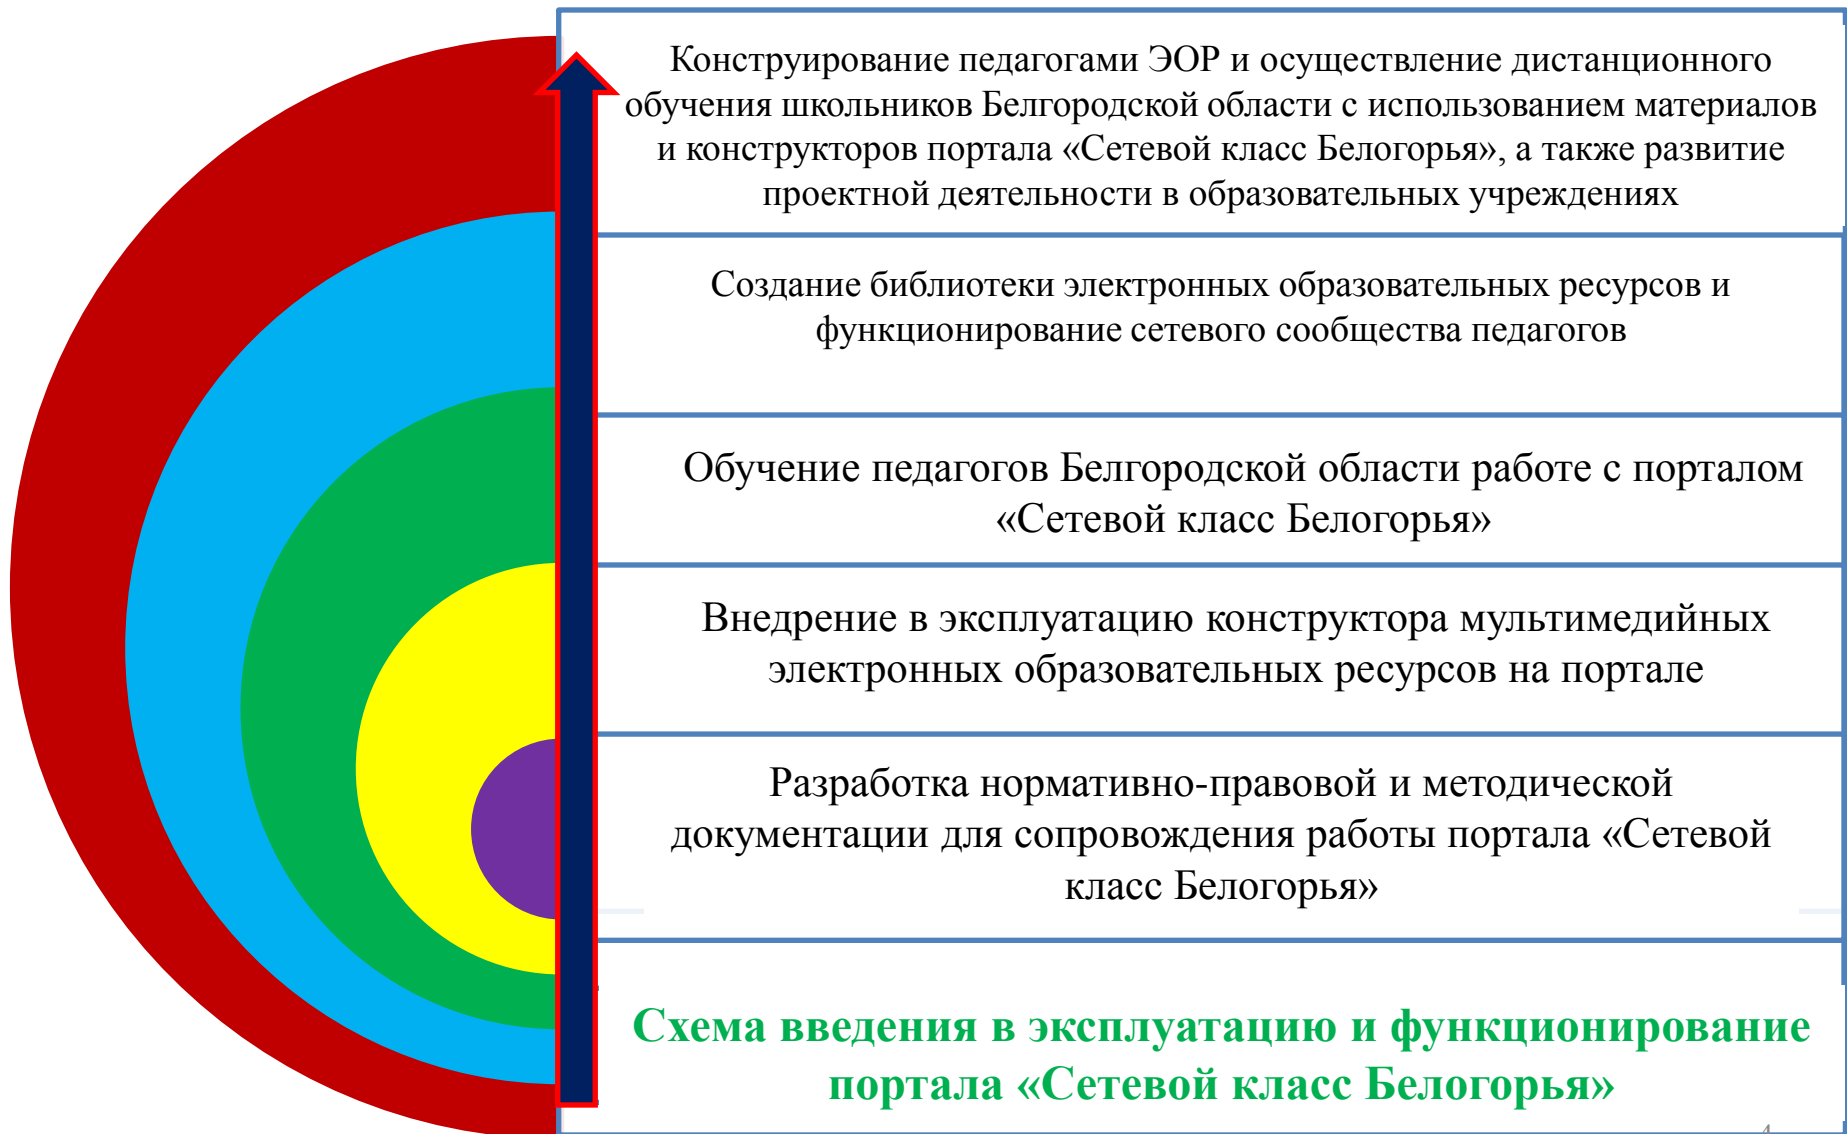 Конструирование педагогами ЭОР и осуществление дистанционного
обучения школьников Белгородской области с использованием материалов
и конструкторов портала «Сетевой класс Белогорья», а также развитие
проектной деятельности в образовательных учреждениях
Создание библиотеки электронных образовательных ресурсов и
функционирование сетевого сообщества педагогов
Обучение педагогов Белгородской области работе с порталом
«Сетевой класс Белогорья»
Внедрение в эксплуатацию конструктора мультимедийных
электронных образовательных ресурсов на портале
Разработка нормативно-правовой и методической
документации для сопровождения работы портала «Сетевой
класс Белогорья»
Схема введения в эксплуатацию и функционирование
портала «Сетевой класс Белогорья»
4